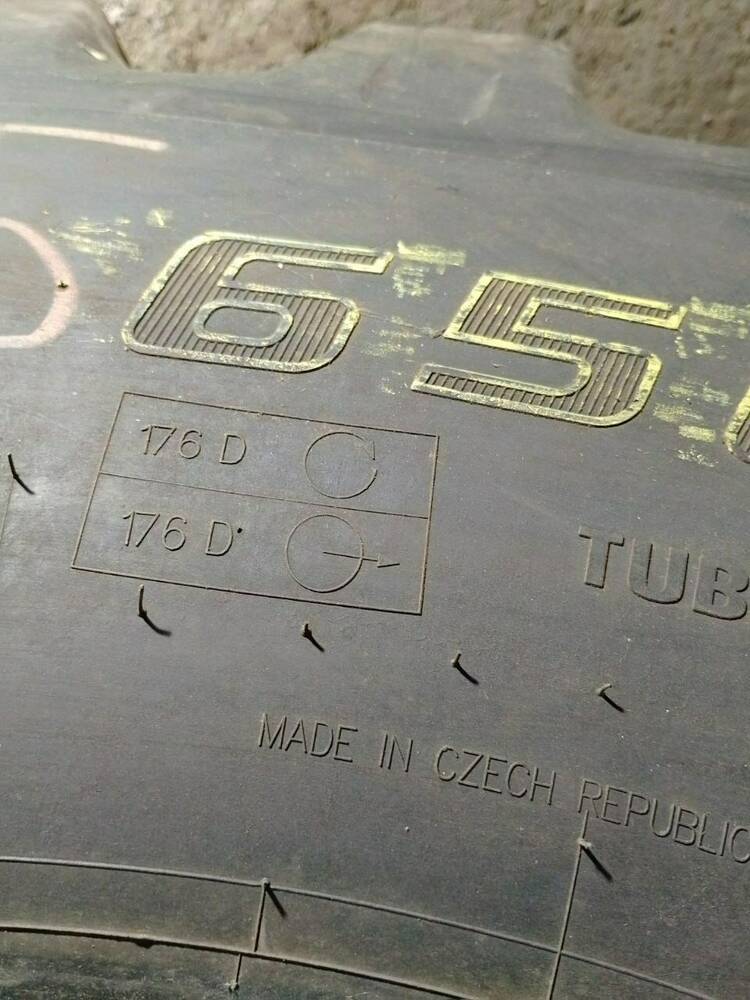 65
176 D
176 D
TUB
MADE IN CZECH REPUBLIC